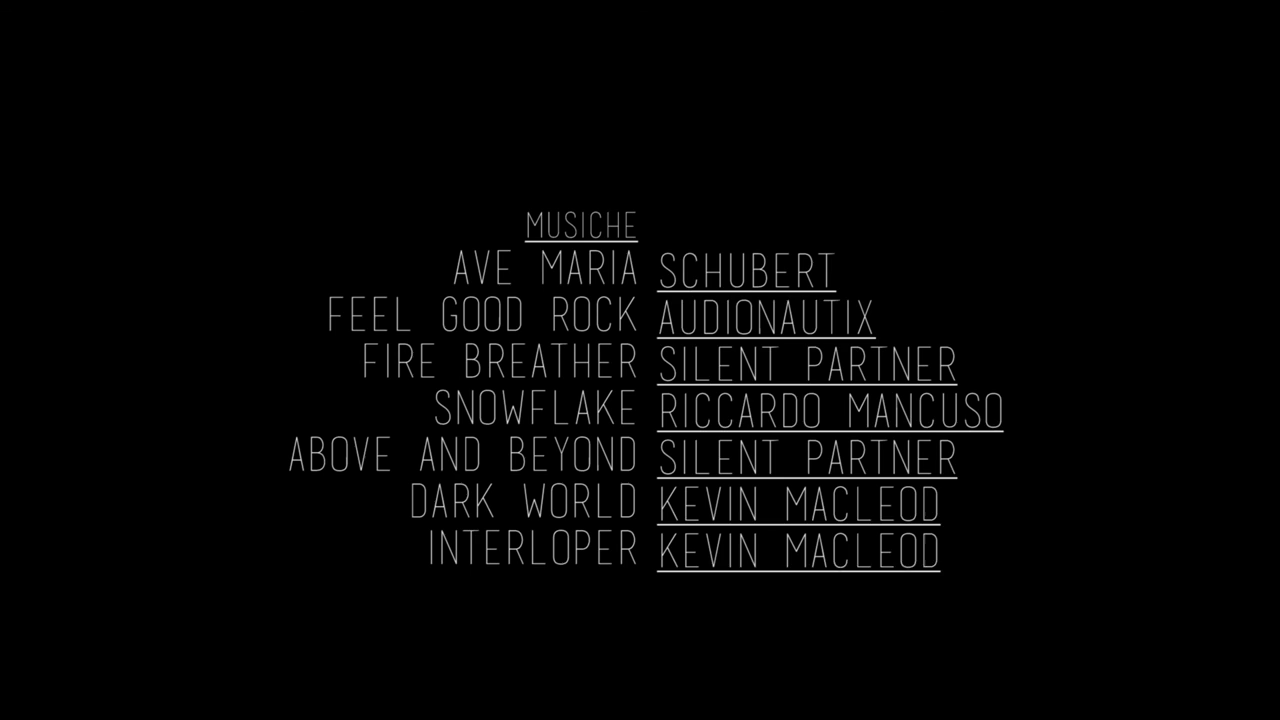 MUSICHE
AVE MARIA SCHUBERT
FEEL GOOD ROCK AUDIONAUTIX
FIRE BREATHER SILENT PARTNER
SNOWFLAKE RICCARDO MANCUSO
ABOVE AND BEYOND SILENT PARTNER
DARK WORLD KEVIN MACLEOD
INTERLOPER KEVIN MACLEOD